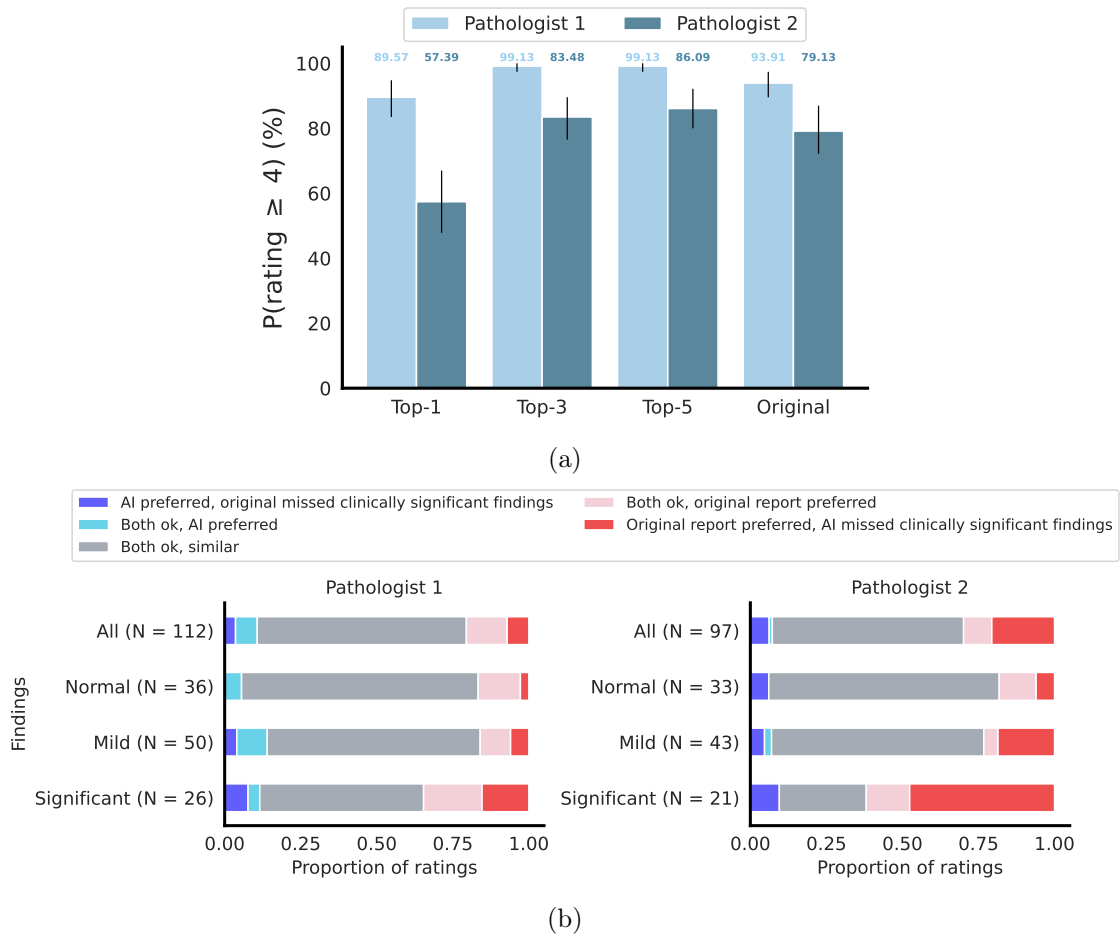 Pathologist 1 Pathologist 2
89.57 57.39 99.13 83.48 99.13 86.09 93.91 79.13
P(rating ≥ 4) (%)
100
80
60
40
20
0
Top-1 Top-3 Top-5 Original
(a)
AI preferred, original missed clinically significant findings Both ok, original report preferred
Both ok, AI preferred Original report preferred, AI missed clinically significant findings
Both ok, similar
Pathologist 1 Pathologist 2
Findings
All (N = 112) All (N = 97)
Normal (N = 36) Normal (N = 33)
Mild (N = 50) Mild (N = 43)
Significant (N = 26) Significant (N = 21)
0.00 0.25 0.50 0.75 1.00 0.00 0.25 0.50 0.75 1.00
Proportion of ratings Proportion of ratings
(b)